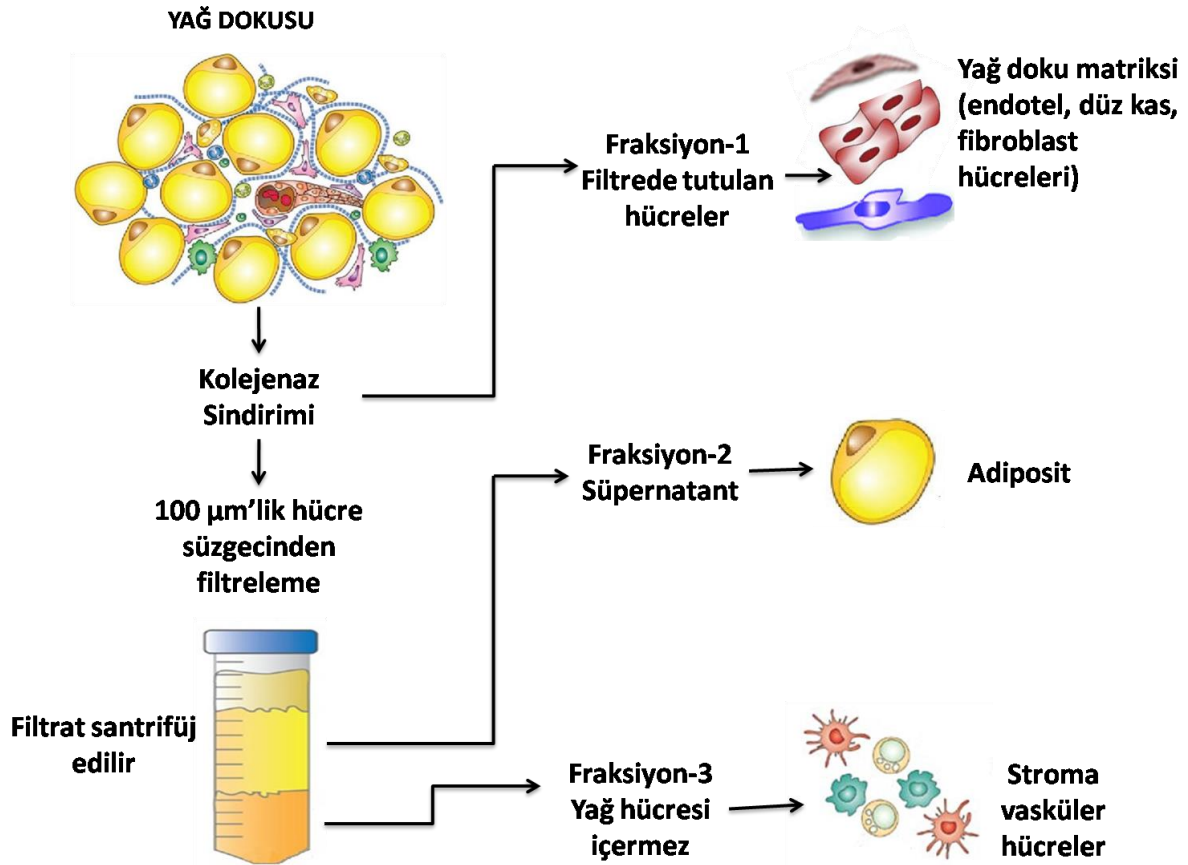 YAĞ DOKUSU
Kolejenaz
Sindirimi
100 µm’lik hücre
süzgecinden
filtreleme
Filtrat santrifüj
edilir
Fraksiyon-1
Filtrede tutulan
hücreler
Yağ doku matriksi
(endotel, düz kas,
fibroblast
hücreleri)
Fraksiyon-2
Süpernatant
Adiposit
Fraksiyon-3
Yağ hücresi
içermez
Stroma
vasküler
hücreler